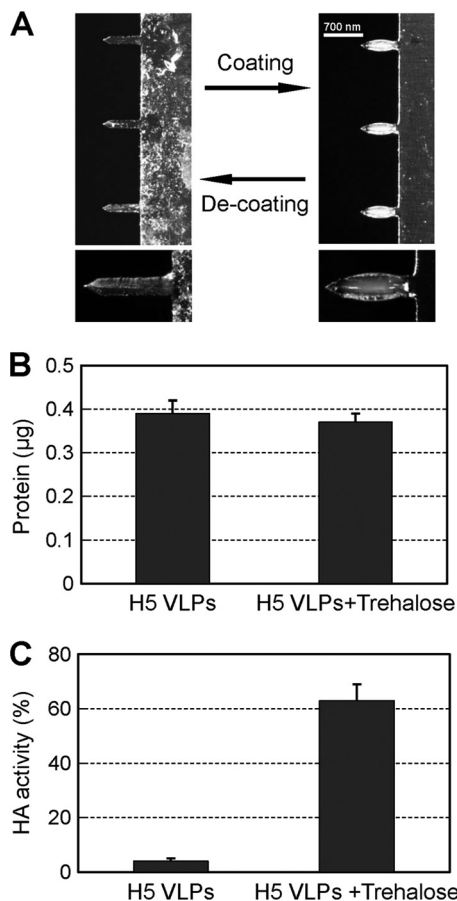 A
Coating
De-coating
700 nm
B
Protein (µg)
0.5
0.4
0.3
0.2
0.1
0
H5 VLPs
H5 VLPs+Trehalose
C
HA activity (%)
80
60
40
20
0
H5 VLPs
H5 VLPs +Trehalose